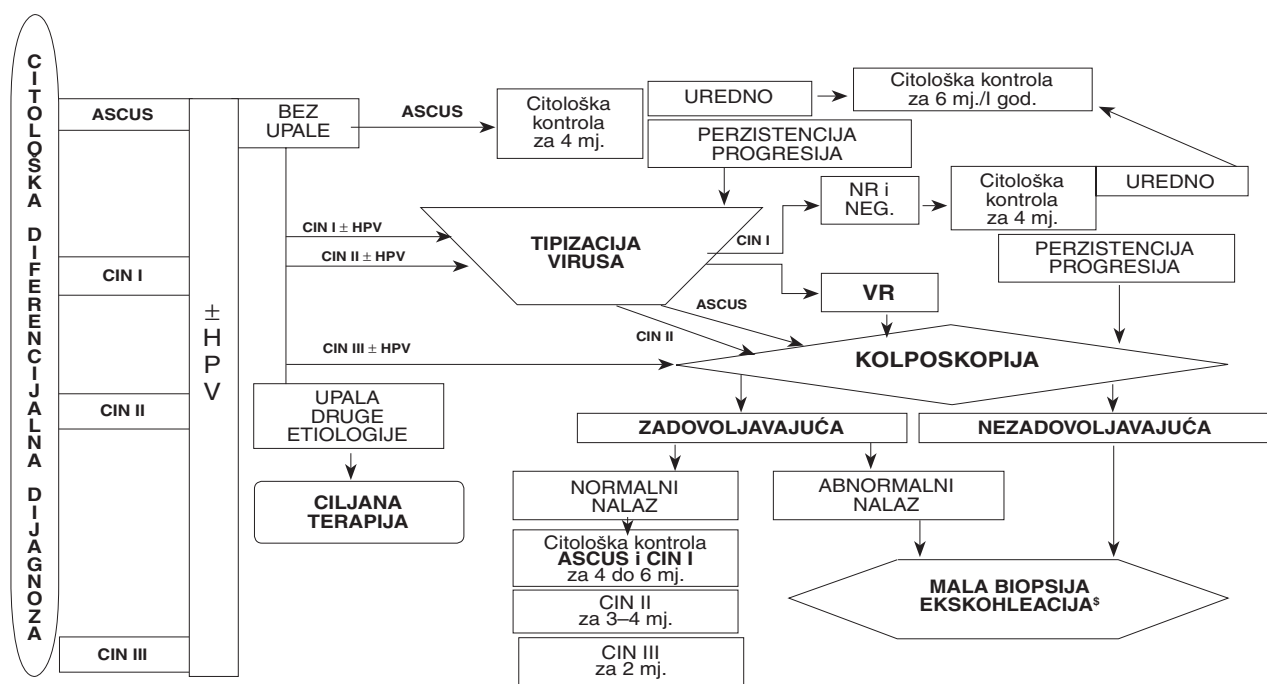 CITOLOŠKA DIFERENCIJALNA DIJAGNOZA
ASCUS
CIN I
CIN II
CIN III
± HPV
BEZ
UPALE
ASCUS
Citološka
kontrola
za 4 mj.
UREDNO
Citološka kontrola
za 6 mj./I god.
PERZISTENCIJA
PROGRESIJA
NR i
NEG.
Citološka
kontrola
za 4 mj.
UREDNO
PERZISTENCIJA
PROGRESIJA
CIN I ± HPV
CIN II ± HPV
TIPIZACIJA
VIRUSA
CIN I
VR
ASCUS
CIN II
CIN III ± HPV
KOLPOSKOPIJA
UPALA
DRUGE
ETIOLOGIJE
CILJANA
TERAPIJA
ZADOVOLJAVAJUĆA
NEZADOVOLJAVAJUĆA
NORMALNI
NALAZ
ABNORMALNI
NALAZ
Citološka kontrola
ASCUS i CIN I
za 4 do 6 mj.
CIN II
za 3–4 mj.
CIN III
za 2 mj.
MALA BIOPSIJA
EKSKOHLEACIJA$